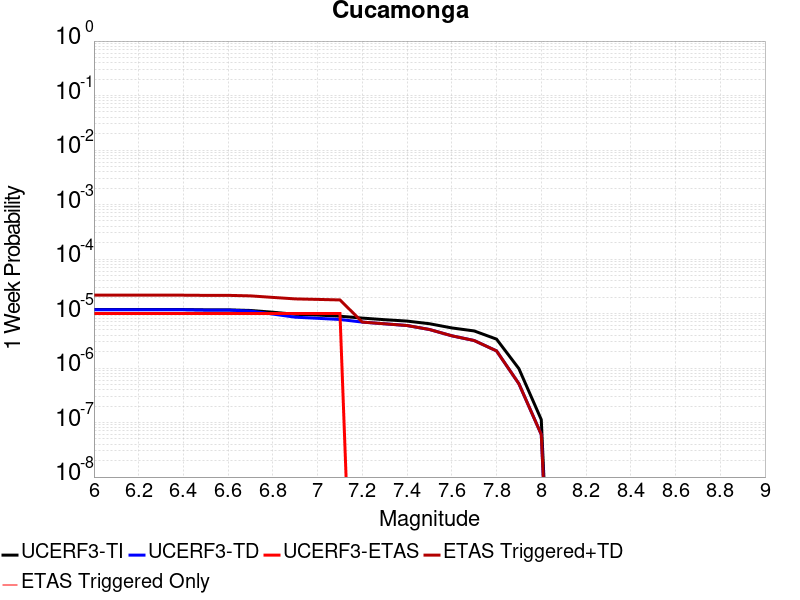 Cucamonga
1 Week Probability
10^0
10^-1
10^-2
10^-3
10^-4
10^-5
10^-6
10^-7
10^-8
6 6.2 6.4 6.6 6.8 7 7.2 7.4 7.6 7.8 8 8.2 8.4 8.6 8.8 9
Magnitude
UCERF3-TI UCERF3-TD UCERF3-ETAS ETAS Triggered+TD
ETAS Triggered Only